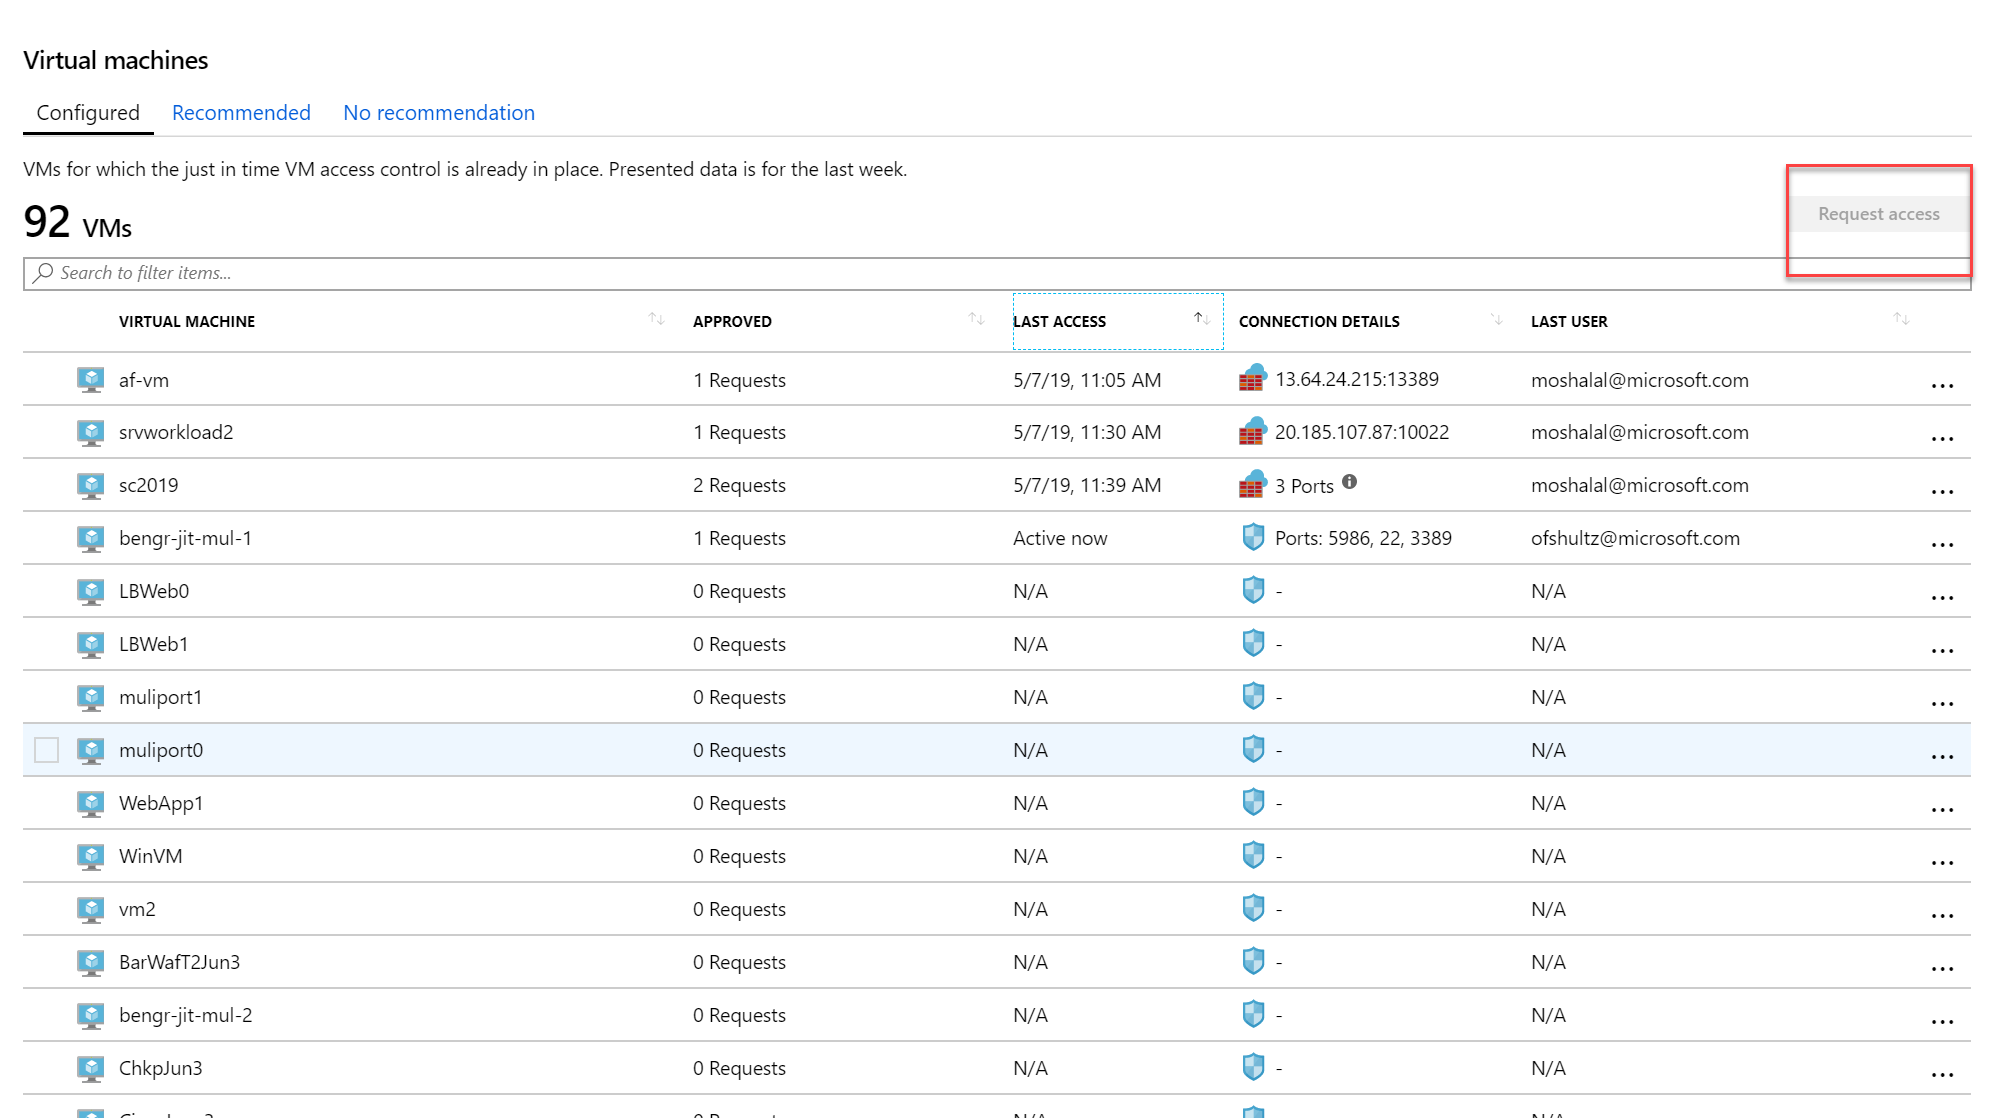 Virtual machines
Configured Recommended No recommendation
VMs for which the just in time VM access control is already in place. Presented data is for the last week.
92 VMs
Request access
Search to filter items...
VIRTUAL MACHINE APPROVED LAST ACCESS CONNECTION DETAILS LAST USER
af-vm 1 Requests 5/7/19, 11:05 AM 13.64.24.215:13389 moshalal@microsoft.com ...
srvworkload2 1 Requests 5/7/19, 11:30 AM 20.185.107.87:10022 moshalal@microsoft.com ...
sc2019 2 Requests 5/7/19, 11:39 AM 3 Ports moshalal@microsoft.com ...
bengr-jit-mul-1 1 Requests Active now Ports: 5986, 22, 3389 ofshultz@microsoft.com ...
LBWeb0 0 Requests N/A - N/A ...
LBWeb1 0 Requests N/A - N/A ...
muliport1 0 Requests N/A - N/A ...
muliport0 0 Requests N/A - N/A ...
WebApp1 0 Requests N/A - N/A ...
WinVM 0 Requests N/A - N/A ...
vm2 0 Requests N/A - N/A ...
BarWafT2Jun3 0 Requests N/A - N/A ...
bengr-jit-mul-2 0 Requests N/A - N/A ...
ChkpJun3 0 Requests N/A - N/A ...